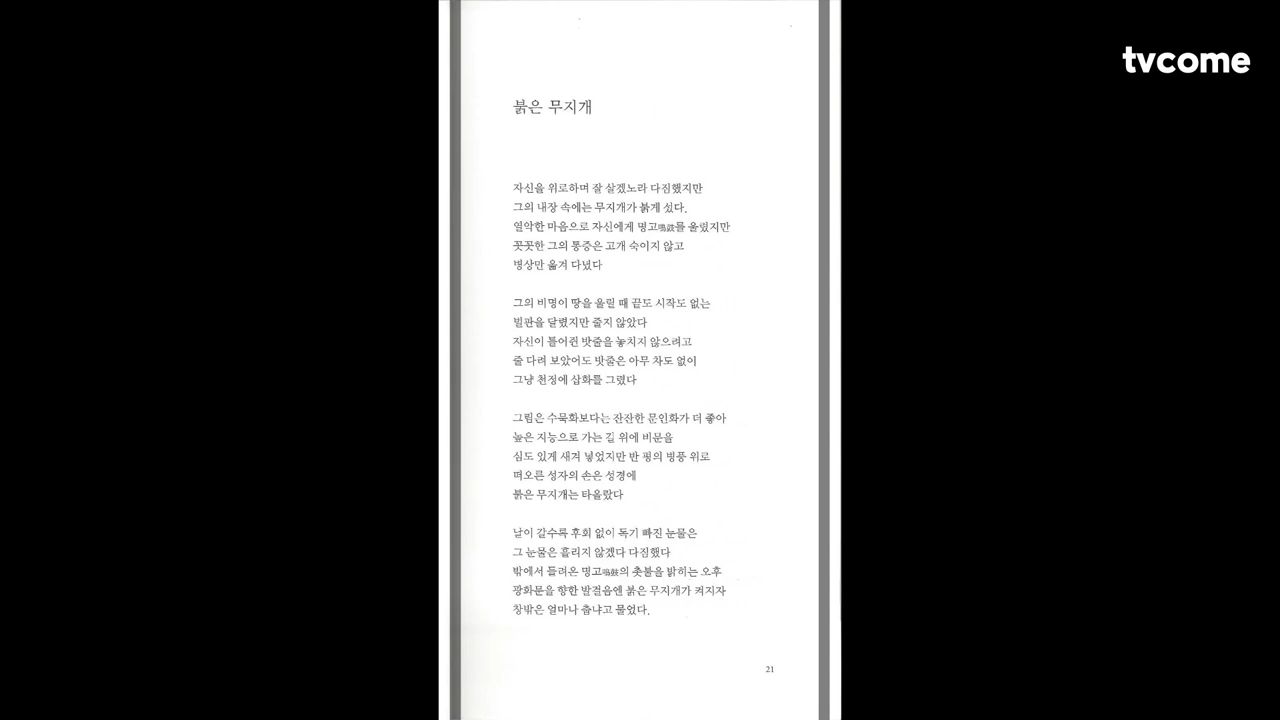 tvcome
붉은 무지개
자신을 위로하며 잘 살겠노라 다짐했지만
그의 내장 속에는 무지개가 붉게 섰다.
열악한 마음으로 자신에게 명고鳴鼓를 울렸지만
꼿꼿한 그의 통증은 고개 숙이지 않고
병상만 옮겨 다녔다
그의 비명이 땅을 울릴 때 끝도 시작도 없는
벌판을 달렸지만 줄지 않았다
자신이 틀어쥔 밧줄을 놓치지 않으려고
줄 다려 보았어도 밧줄은 아무 차도 없이
그냥 천정에 삽화를 그렸다
그림은 수묵화보다는 잔잔한 문인화가 더 좋아
높은 지능으로 가는 길 위에 비문을
심도 있게 새겨 넣었지만 반 평의 병풍 위로
떠오른 성자의 손은 성경에
붉은 무지개는 타올랐다
날이 갈수록 후회 없이 독기 빠진 눈물은
그 눈물은 흘리지 않겠다 다짐했다
밖에서 들려온 명고鳴鼓의 촛불을 밝히는 오후
광화문을 향한 발걸음엔 붉은 무지개가 켜지자
창밖은 얼마나 춥냐고 물었다.
21